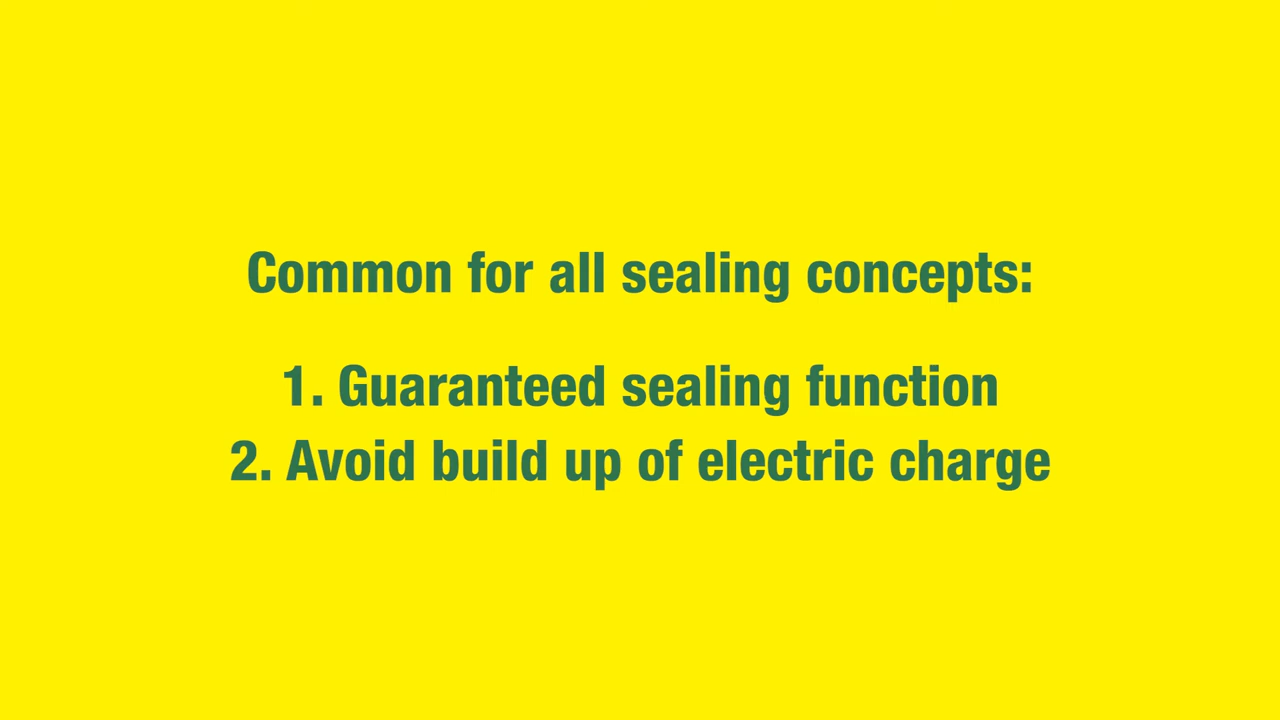 Common for all sealing concepts:
1. Guaranteed sealing function
2. Avoid build up of electric charge